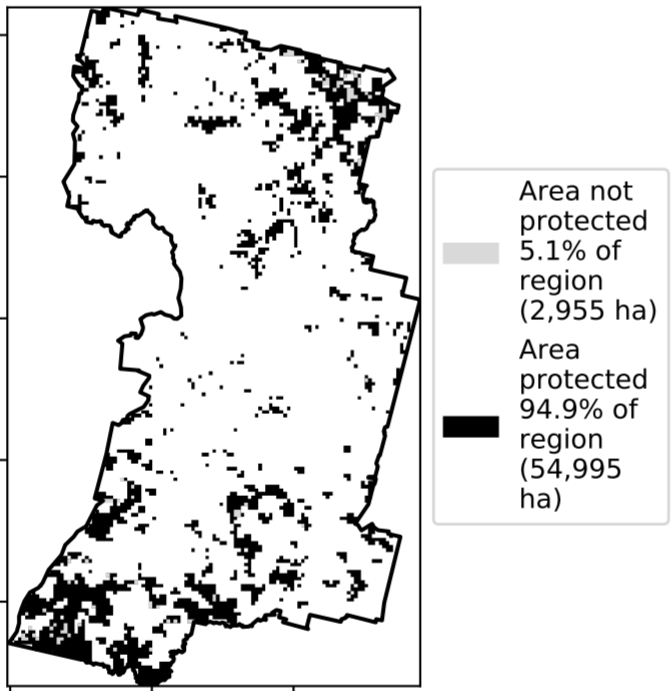 Area not
protected
5.1% of
region
(2,955 ha)
Area
protected
94.9% of
region
(54,995
ha)